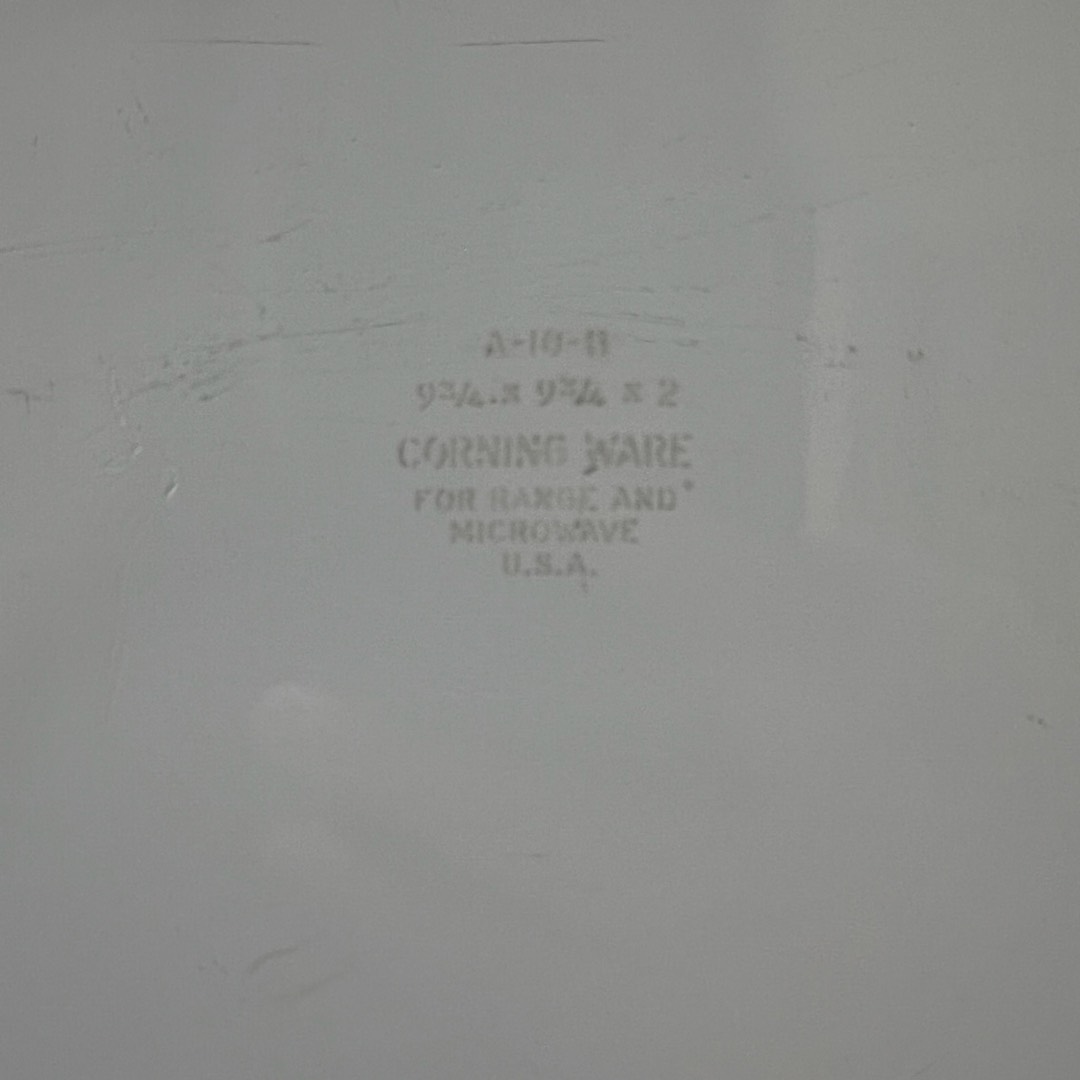 A-10-B
9¾ x 9¾ x 2
CORNING WARE
FOR RANGE AND
MICROWAVE
U.S.A.